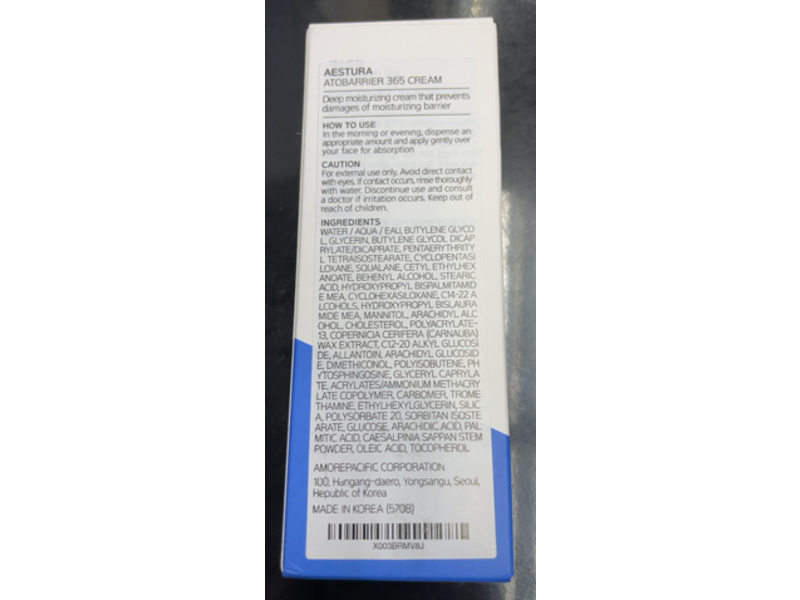 AESTURA
ATOBARRIER 365 CREAM
Deep moisturizing cream that prevents
damages of moisturizing barrier
HOW TO USE
In the morning or evening, dispense an
appropriate amount and apply gently over
your face for absorption
CAUTION
For external use only. Avoid direct contact
with eyes. If contact occurs, rinse thoroughly
with water. Discontinue use and consult
a doctor if irritation occurs. Keep out of
reach of children.
INGREDIENTS
WATER / AQUA / EAU, BUTYLENE GLYCO
L, GLYCERIN, BUTYLENE GLYCOL DICAP
RYLATE/DICAPRATE, PENTAERYTHRITY
L TETRAISOSTEARATE, CYCLOPENTASI
LOXANE, SQUALANE, CETYL ETHYLHEX
ANOATE, BEHENYL ALCOHOL, STEARIC
ACID, HYDROXYPROPYL BISPALMITAMID
E MEA, CYCLOHEXASILOXANE, C14-22 A
LCOHOLS, HYDROXYPROPYL BISLAURA
MIDE MEA, MANNITOL, ARACHIDYL ALC
OHOL, CHOLESTEROL, POLYACRYLATE-
13, COPERNICIA CERIFERA (CARNAUBA)
WAX EXTRACT, C12-20 ALKYL GLUCOSI
DE, ALLANTOIN, ARACHIDYL GLUCOSID
E, DIMETHICONOL, POLYISOBUTENE, PH
YTOSPHINGOSINE, GLYCERYL CAPRYLA
TE, ACRYLATES/AMMONIUM METHACRY
LATE COPOLYMER, CARBOMER, TROME
THAMINE, ETHYLHEXYLGLYCERIN, SILIC
A, POLYSORBATE 20, SORBITAN ISOSTE
ARATE, GLUCOSE, ARACHIDIC ACID, PAL
MITIC ACID, CAESALPINIA SAPPAN STEM
POWDER, OLEIC ACID, TOCOPHEROL
AMOREPACIFIC CORPORATION
100, Hangang-daero, Yongsangu, Seoul,
Republic of Korea
MADE IN KOREA (5708)
X003BRMV8J